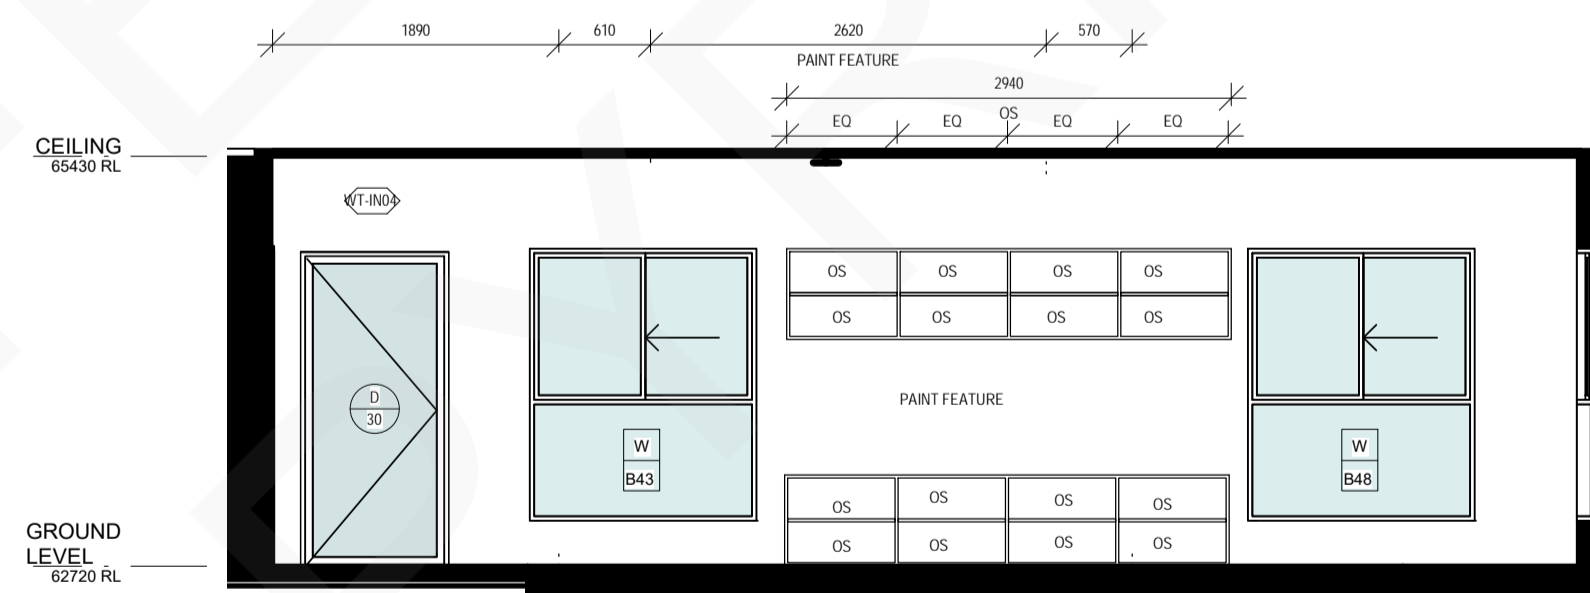 1890
610
2620
570
PAINT FEATURE
2940
OS
EQ
EQ
EQ
EQ
CEILING
65430 RL
WT-IN04
OS
OS
OS
OS
OS
OS
OS
OS
D
30
PAINT FEATURE
W
B43
W
B48
OS
OS
OS
OS
OS
OS
OS
OS
GROUND
LEVEL
62720 RL